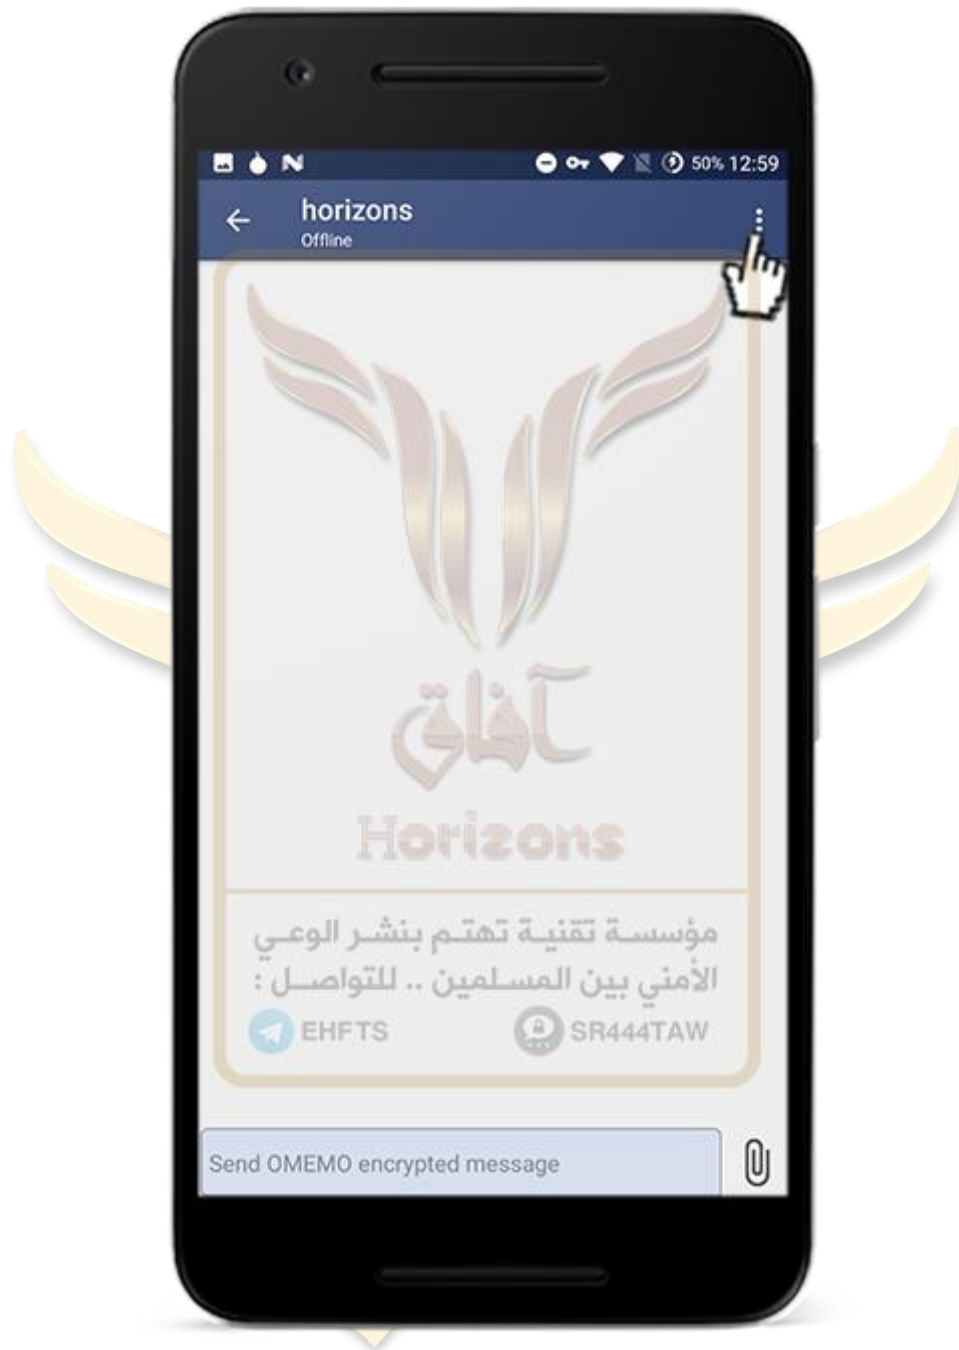 50% 12:59
horizons
Offline
آفاق
Horizons
مؤسسة تقنية تهتم بنشر الوعي
الأمني بين المسلمين .. للتواصل :
EHFTS SR444TAW
Send OMEMO encrypted message